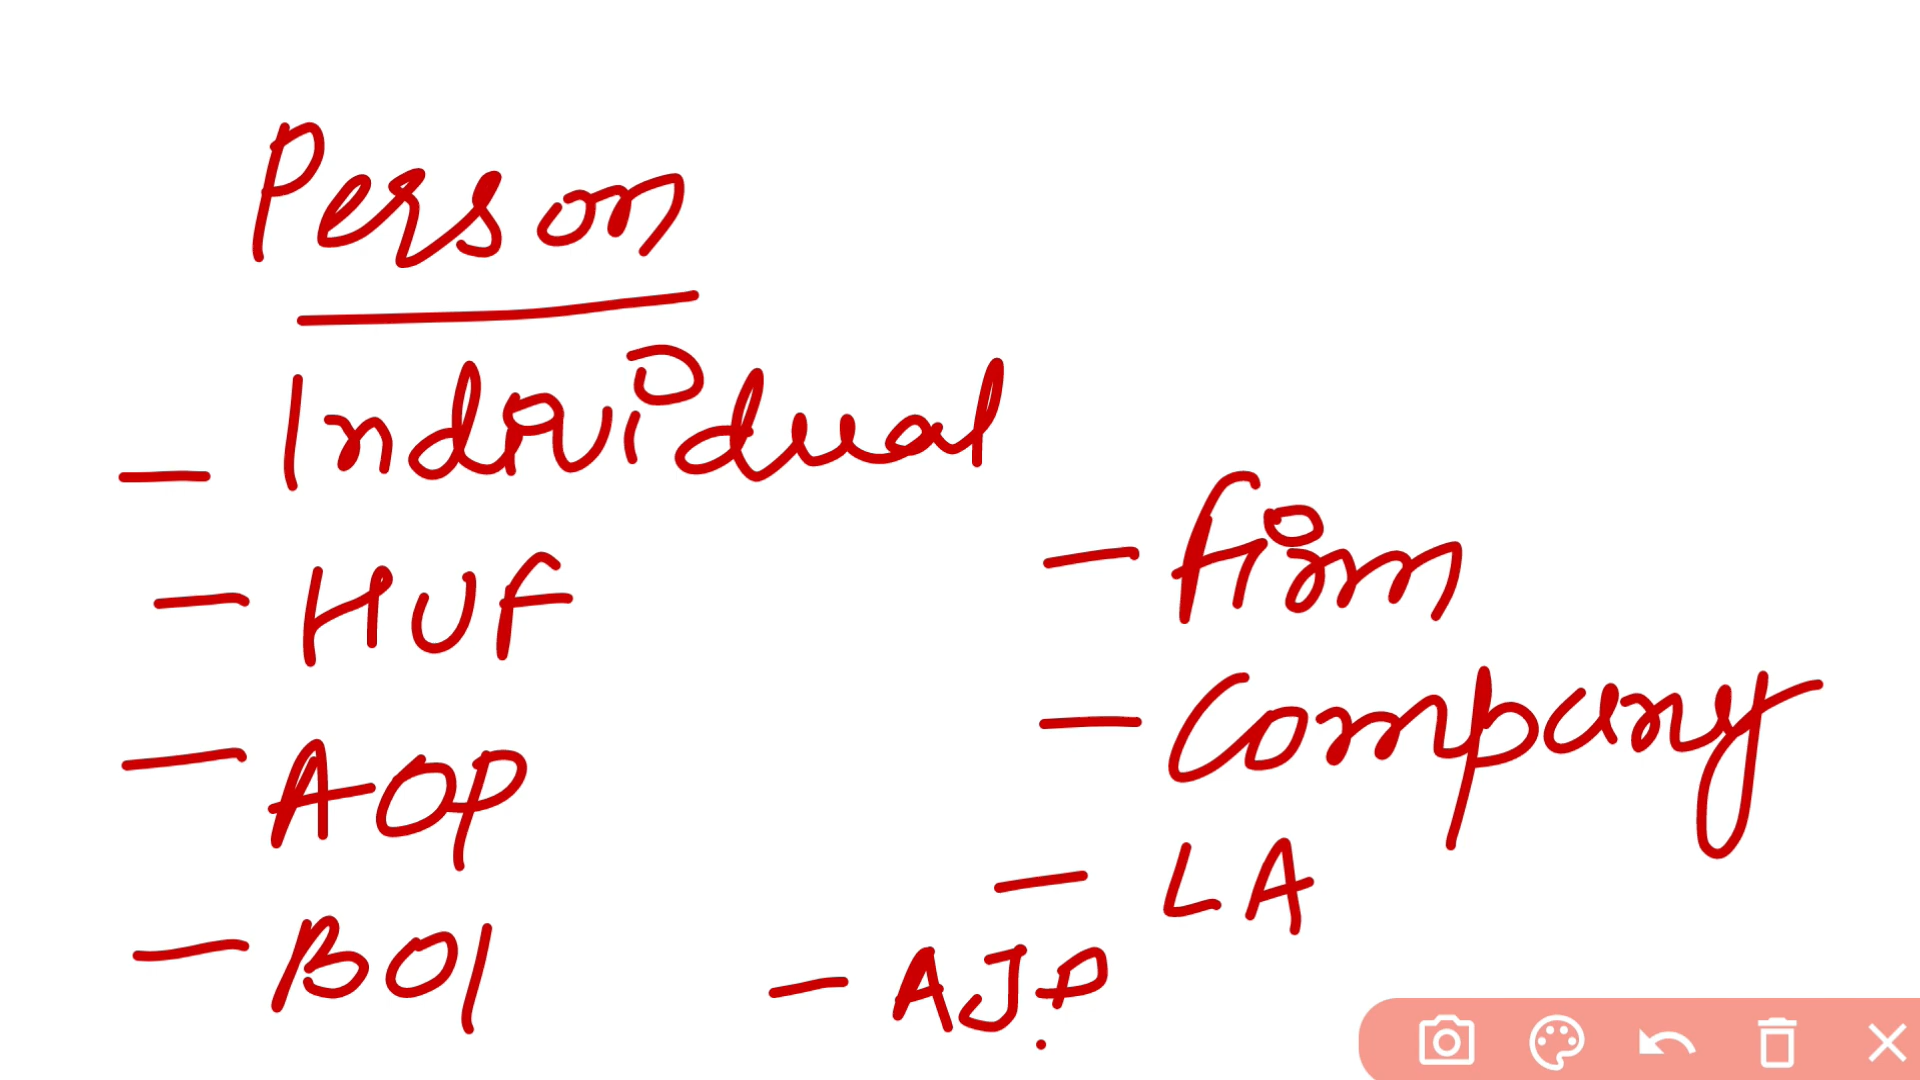 Person
- Individual
- HUF
- AOP
- BOI
- Firm
- Company
- LA
- AJP